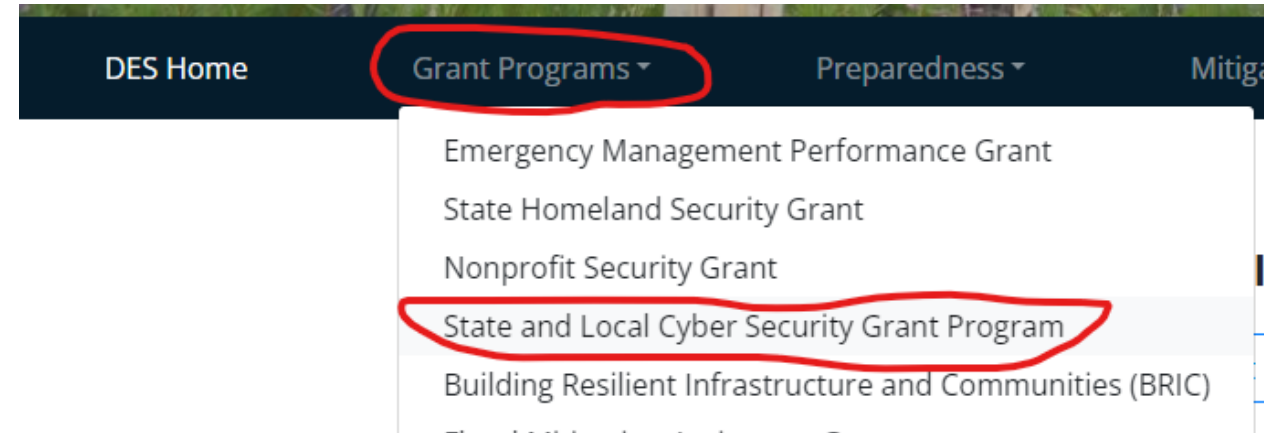 DES Home Grant Programs Preparedness
Emergency Management Performance Grant
State Homeland Security Grant
Nonprofit Security Grant
State and Local Cyber Security Grant Program
Building Resilient Infrastructure and Communities (BRIC)